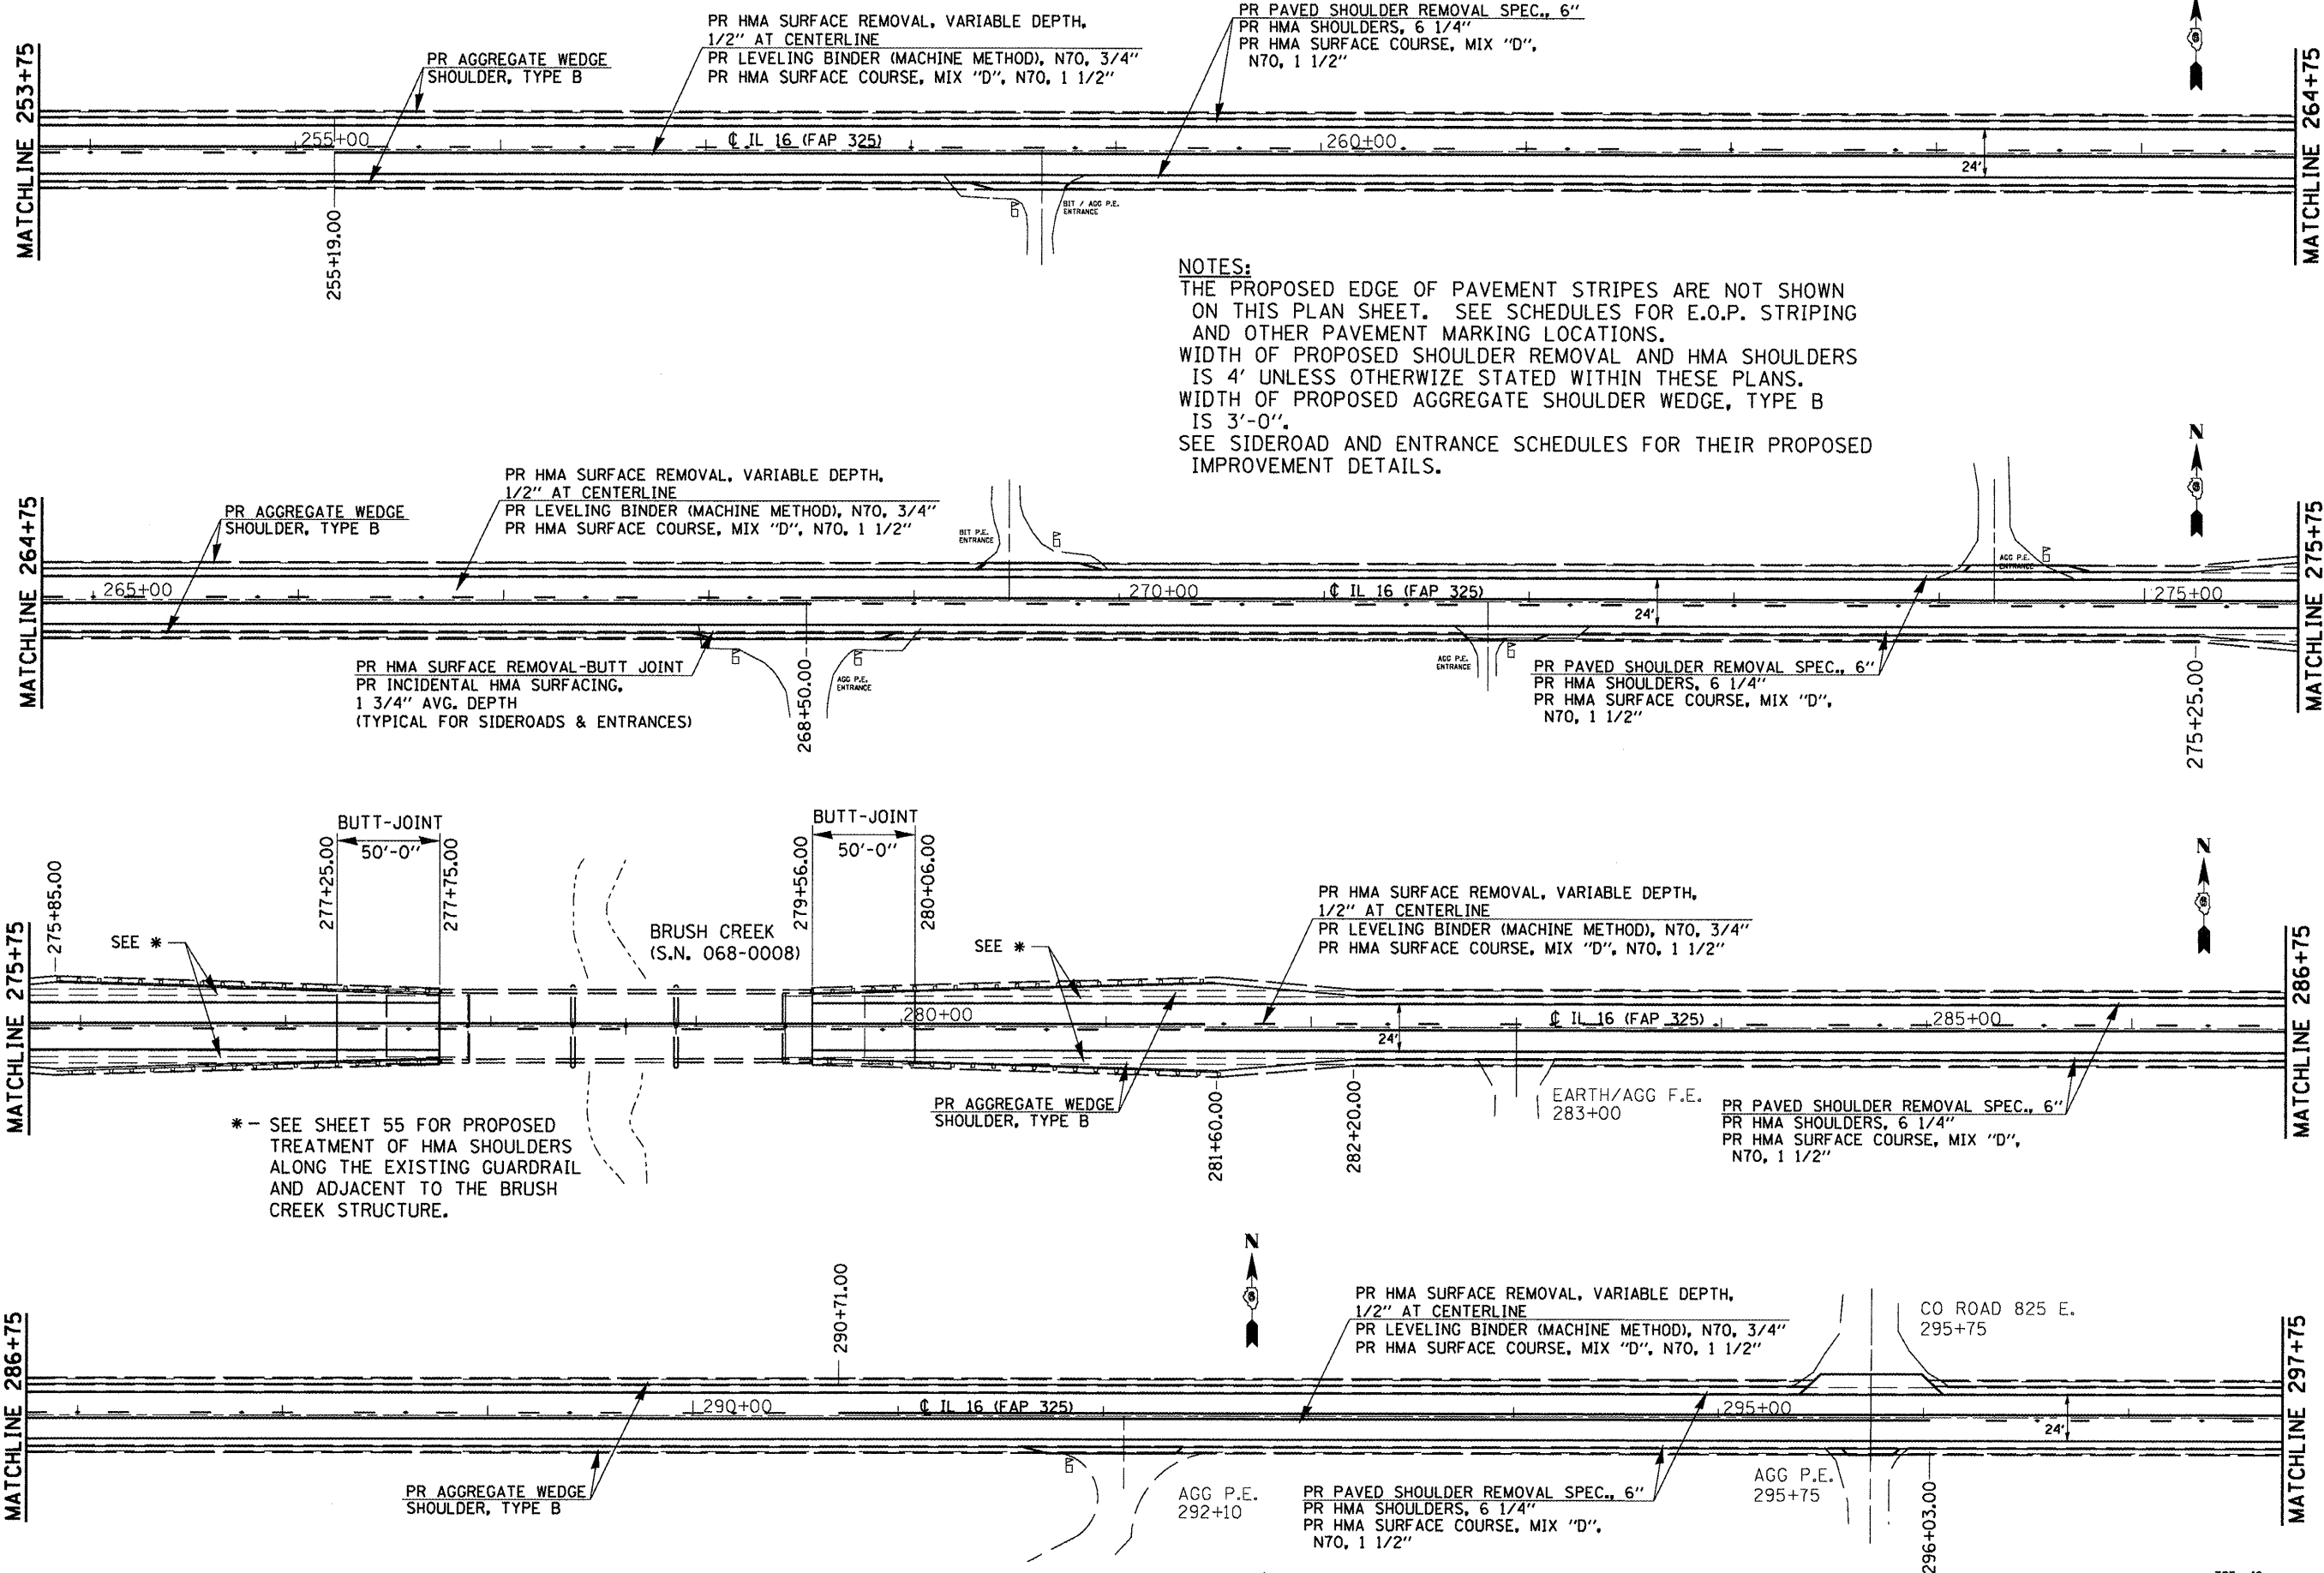 MATCHLINE 253+75
PR AGGREGATE WEDGE
SHOULDER, TYPE B
PR HMA SURFACE REMOVAL, VARIABLE DEPTH,
1/2" AT CENTERLINE
PR LEVELING BINDER (MACHINE METHOD), N70, 3/4"
PR HMA SURFACE COURSE, MIX "D", N70, 1 1/2"
PR PAVED SHOULDER REMOVAL SPEC., 6"
PR HMA SHOULDERS, 6 1/4"
PR HMA SURFACE COURSE, MIX "D",
N70, 1 1/2"
MATCHLINE 264+75
255+00
℄ IL 16 (FAP 325)
260+00
24'
255+19.00
BIT / AGG P.E.
ENTRANCE
NOTES:
THE PROPOSED EDGE OF PAVEMENT STRIPES ARE NOT SHOWN
ON THIS PLAN SHEET. SEE SCHEDULES FOR E.O.P. STRIPING
AND OTHER PAVEMENT MARKING LOCATIONS.
WIDTH OF PROPOSED SHOULDER REMOVAL AND HMA SHOULDERS
IS 4' UNLESS OTHERWIZE STATED WITHIN THESE PLANS.
WIDTH OF PROPOSED AGGREGATE SHOULDER WEDGE, TYPE B
IS 3'-0".
SEE SIDEROAD AND ENTRANCE SCHEDULES FOR THEIR PROPOSED
IMPROVEMENT DETAILS.
MATCHLINE 264+75
PR AGGREGATE WEDGE
SHOULDER, TYPE B
PR HMA SURFACE REMOVAL, VARIABLE DEPTH,
1/2" AT CENTERLINE
PR LEVELING BINDER (MACHINE METHOD), N70, 3/4"
PR HMA SURFACE COURSE, MIX "D", N70, 1 1/2"
BIT P.E.
ENTRANCE
AGG P.E.
ENTRANCE
N
MATCHLINE 275+75
265+00
270+00
℄ IL 16 (FAP 325)
275+00
24'
PR HMA SURFACE REMOVAL-BUTT JOINT
PR INCIDENTAL HMA SURFACING,
1 3/4" AVG. DEPTH
(TYPICAL FOR SIDEROADS & ENTRANCES)
268+50.00
AGG P.E.
ENTRANCE
AGG P.E.
ENTRANCE
PR PAVED SHOULDER REMOVAL SPEC., 6"
PR HMA SHOULDERS, 6 1/4"
PR HMA SURFACE COURSE, MIX "D",
N70, 1 1/2"
275+25.00
MATCHLINE 275+75
275+85.00
SEE *
BUTT-JOINT
50'-0"
277+25.00
277+75.00
BRUSH CREEK
(S.N. 068-0008)
BUTT-JOINT
50'-0"
279+56.00
280+06.00
SEE *
PR HMA SURFACE REMOVAL, VARIABLE DEPTH,
1/2" AT CENTERLINE
PR LEVELING BINDER (MACHINE METHOD), N70, 3/4"
PR HMA SURFACE COURSE, MIX "D", N70, 1 1/2"
N
MATCHLINE 286+75
280+00
℄ IL 16 (FAP 325)
285+00
24'
* - SEE SHEET 55 FOR PROPOSED
TREATMENT OF HMA SHOULDERS
ALONG THE EXISTING GUARDRAIL
AND ADJACENT TO THE BRUSH
CREEK STRUCTURE.
PR AGGREGATE WEDGE
SHOULDER, TYPE B
281+60.00
282+20.00
EARTH/AGG F.E.
283+00
PR PAVED SHOULDER REMOVAL SPEC., 6"
PR HMA SHOULDERS, 6 1/4"
PR HMA SURFACE COURSE, MIX "D",
N70, 1 1/2"
MATCHLINE 286+75
290+71.00
N
PR HMA SURFACE REMOVAL, VARIABLE DEPTH,
1/2" AT CENTERLINE
PR LEVELING BINDER (MACHINE METHOD), N70, 3/4"
PR HMA SURFACE COURSE, MIX "D", N70, 1 1/2"
CO ROAD 825 E.
295+75
MATCHLINE 297+75
290+00
℄ IL 16 (FAP 325)
295+00
24'
PR AGGREGATE WEDGE
SHOULDER, TYPE B
AGG P.E.
292+10
PR PAVED SHOULDER REMOVAL SPEC., 6"
PR HMA SHOULDERS, 6 1/4"
PR HMA SURFACE COURSE, MIX "D",
N70, 1 1/2"
AGG P.E.
295+75
296+03.00